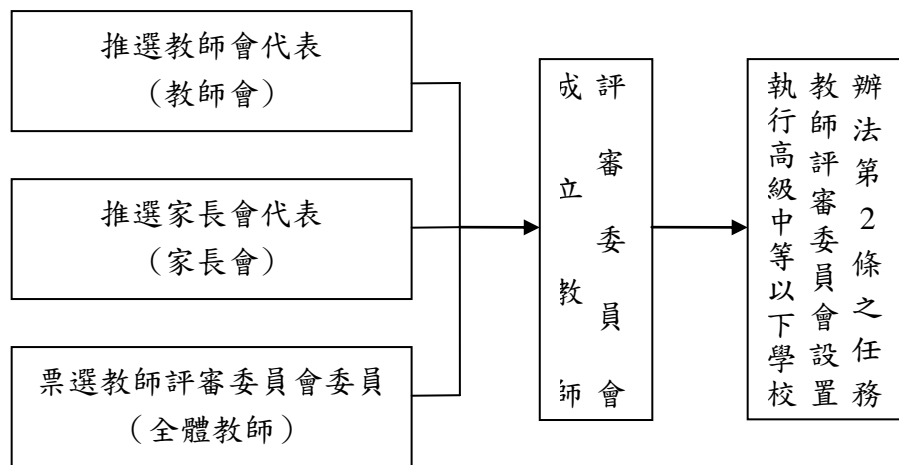 推選教師會代表
（教師會）
推選家長會代表
（家長會）
票選教師評審委員會委員
（全體教師）
成立教師
評審委員會
執行高級中等以下學校
教師評審委員會設置
辦法第2條之任務